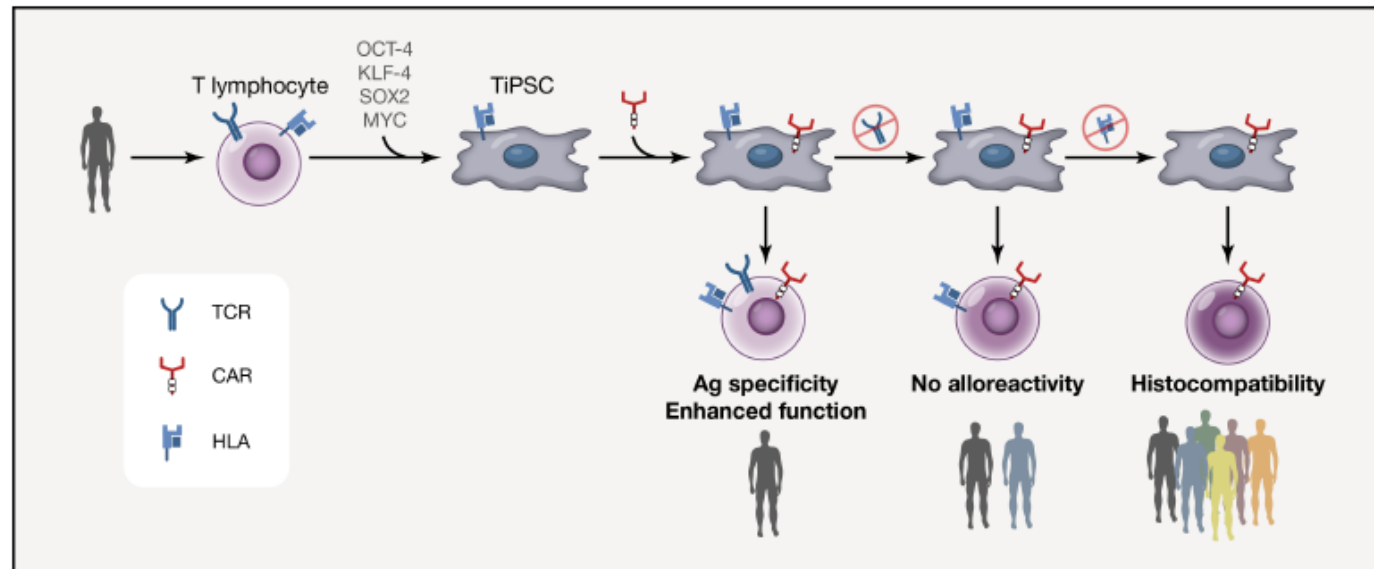 OCT-4
KLF-4
SOX2
MYC
T lymphocyte
TiPSC
TCR
CAR
HLA
Ag specificity
Enhanced function
No alloreactivity
Histocompatibility